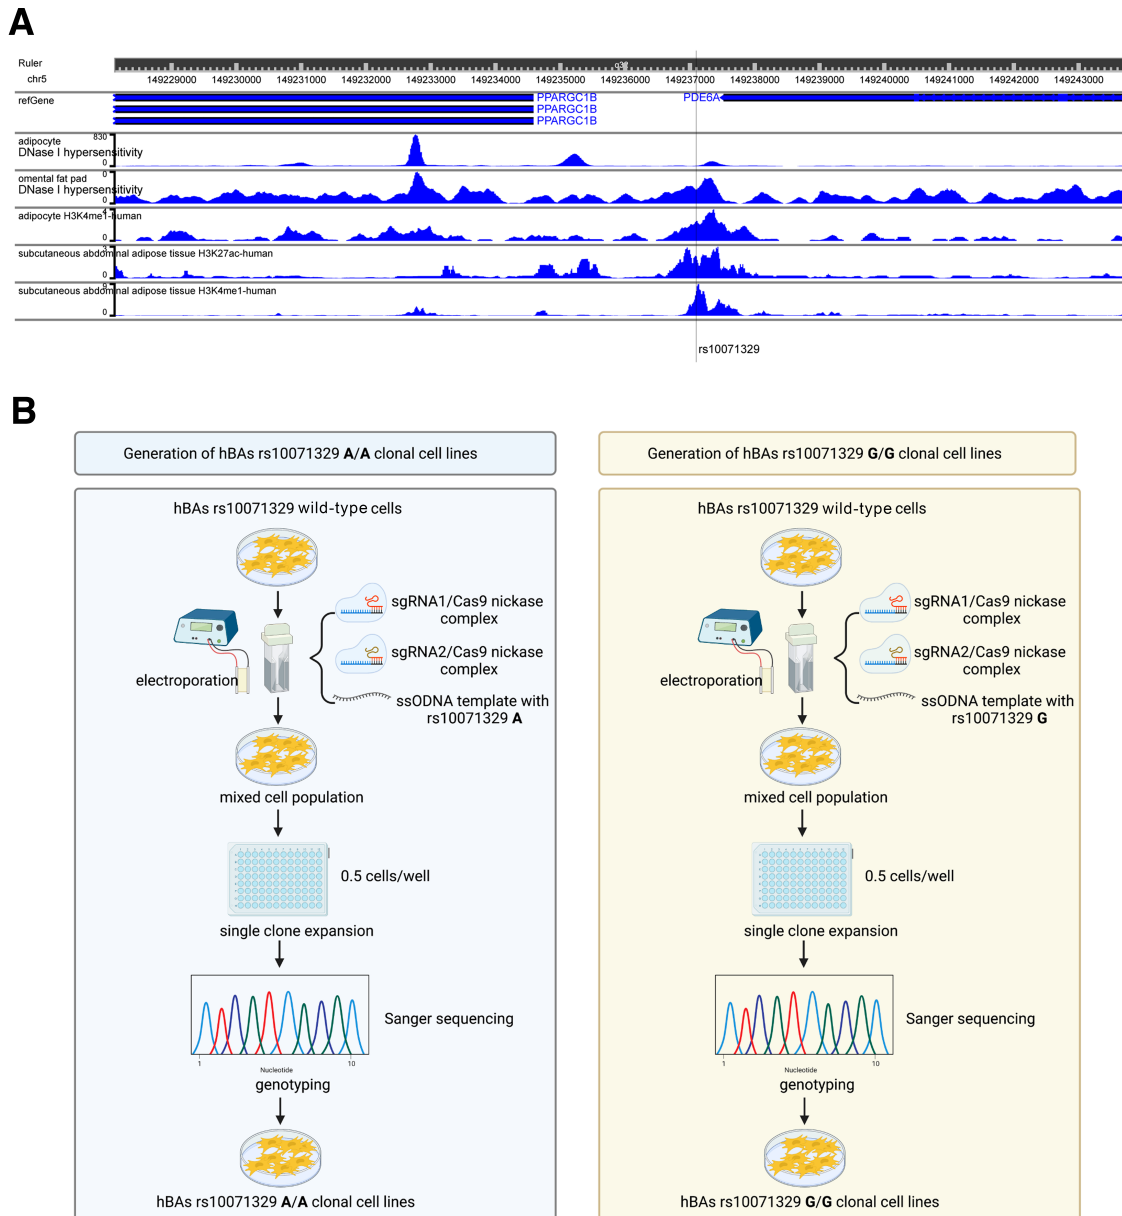 A
Ruler
q32
chr5
149229000 149230000 149231000 149232000 149233000 149234000 149235000 149236000 149237000 149238000 149239000 149240000 149241000 149242000 149243000
refGene
PPARGC1B
PPARGC1B
PPARGC1B
PDE6A
adipocyte
DNase I hypersensitivity
830
0
omental fat pad
DNase I hypersensitivity
0
0
adipocyte H3K4me1-human
0
subcutaneous abdominal adipose tissue H3K27ac-human
0
subcutaneous abdominal adipose tissue H3K4me1-human
0
rs10071329
B
Generation of hBAs rs10071329 A/A clonal cell lines
hBAs rs10071329 wild-type cells
sgRNA1/Cas9 nickase
complex
sgRNA2/Cas9 nickase
complex
electroporation
ssODNA template with
rs10071329 A
mixed cell population
0.5 cells/well
single clone expansion
Sanger sequencing
1 10
Nucleotide
genotyping
hBAs rs10071329 A/A clonal cell lines
Generation of hBAs rs10071329 G/G clonal cell lines
hBAs rs10071329 wild-type cells
sgRNA1/Cas9 nickase
complex
sgRNA2/Cas9 nickase
complex
electroporation
ssODNA template with
rs10071329 G
mixed cell population
0.5 cells/well
single clone expansion
Sanger sequencing
1 10
Nucleotide
genotyping
hBAs rs10071329 G/G clonal cell lines